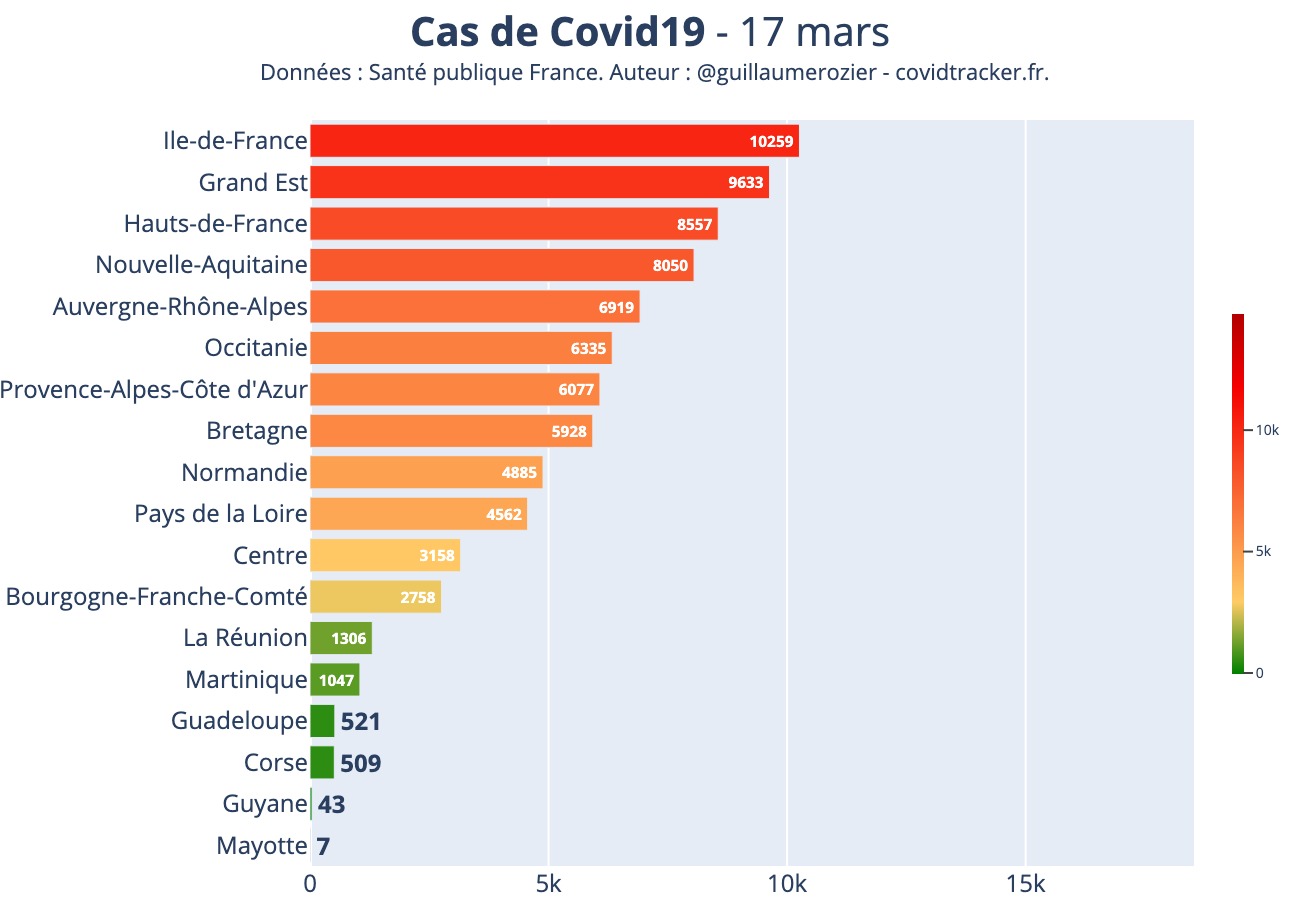 Cas de Covid19 - 17 mars
Données : Santé publique France. Auteur : @guillaumerozier - covidtracker.fr.
Ile-de-France 10259
Grand Est 9633
Hauts-de-France 8557
Nouvelle-Aquitaine 8050
Auvergne-Rhône-Alpes 6919
Occitanie 6335
Provence-Alpes-Côte d'Azur 6077
Bretagne 5928
Normandie 4885
Pays de la Loire 4562
Centre 3158
Bourgogne-Franche-Comté 2758
La Réunion 1306
Martinique 1047
Guadeloupe 521
Corse 509
Guyane 43
Mayotte 7
0 5k 10k 15k
10k
5k
0